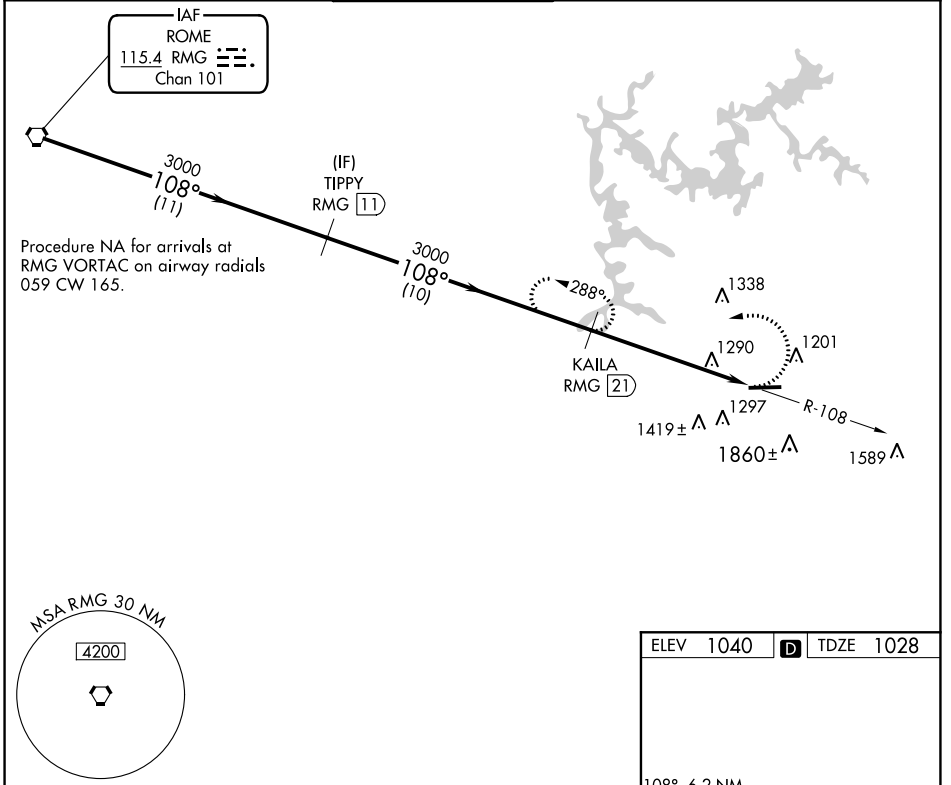 IAF
ROME
115.4 RMG
Chan 101
3000
108°
(11)
(IF)
TIPPY
RMG 11
Procedure NA for arrivals at
RMG VORTAC on airway radials
059 CW 165.
3000
108°
(10)
288°
KAILA
RMG 21
1338
1290
1201
1297
1419±
1860±
1589
R-108
MSA RMG 30 NM
4200
ELEV 1040 D TDZE 1028